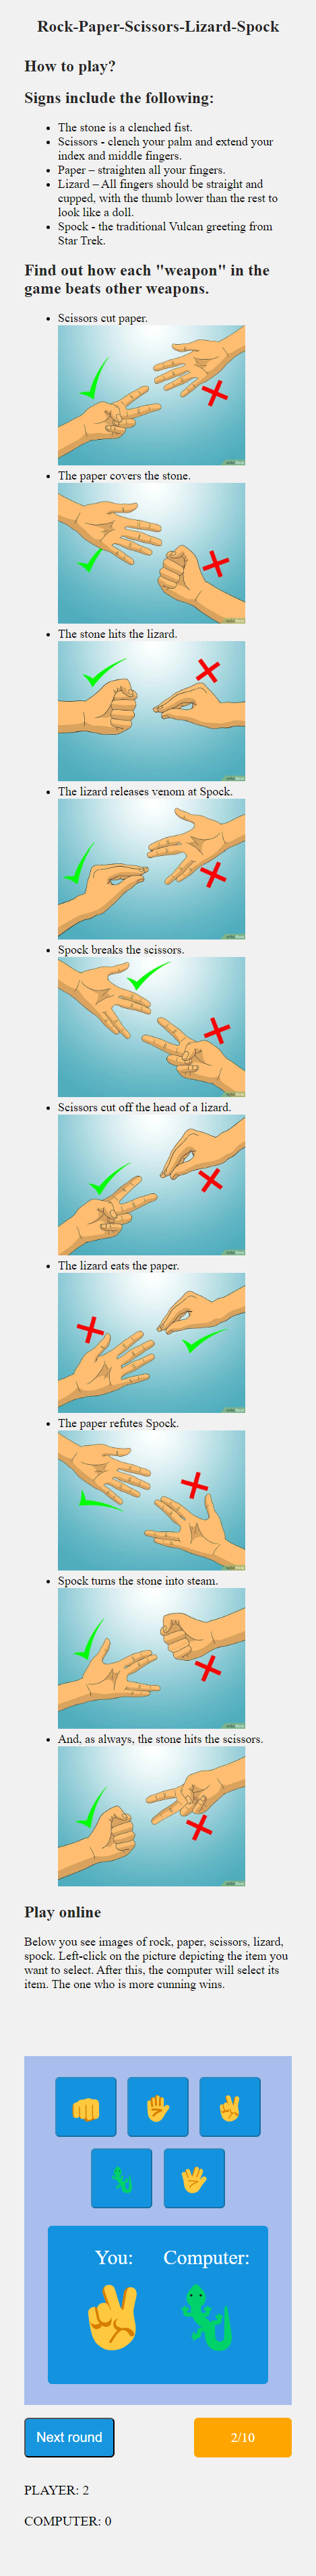 Rock-Paper-Scissors-Lizard-Spock
How to play?
Signs include the following:
The stone is a clenched fist.
Scissors - clench your palm and extend your
index and middle fingers.
Paper – straighten all your fingers.
Lizard – All fingers should be straight and
cupped, with the thumb lower than the rest to
look like a doll.
Spock - the traditional Vulcan greeting from
Star Trek.
Find out how each "weapon" in the
game beats other weapons.
Scissors cut paper.
The paper covers the stone.
The stone hits the lizard.
The lizard releases venom at Spock.
Spock breaks the scissors.
Scissors cut off the head of a lizard.
The lizard eats the paper.
The paper refutes Spock.
Spock turns the stone into steam.
And, as always, the stone hits the scissors.
Play online
Below you see images of rock, paper, scissors, lizard,
spock. Left-click on the picture depicting the item you
want to select. After this, the computer will select its
item. The one who is more cunning wins.
You: Computer:
Next round 2/10
PLAYER: 2
COMPUTER: 0